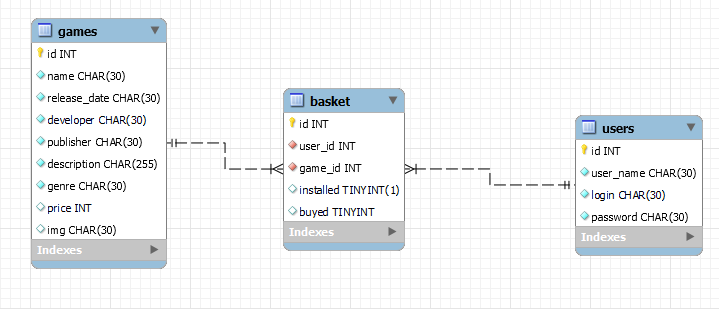 games
id INT
name CHAR(30)
release_date CHAR(30)
developer CHAR(30)
publisher CHAR(30)
description CHAR(255)
genre CHAR(30)
price INT
img CHAR(30)
Indexes
basket
id INT
user_id INT
game_id INT
installed TINYINT(1)
buyed TINYINT
Indexes
users
id INT
user_name CHAR(30)
login CHAR(30)
password CHAR(30)
Indexes